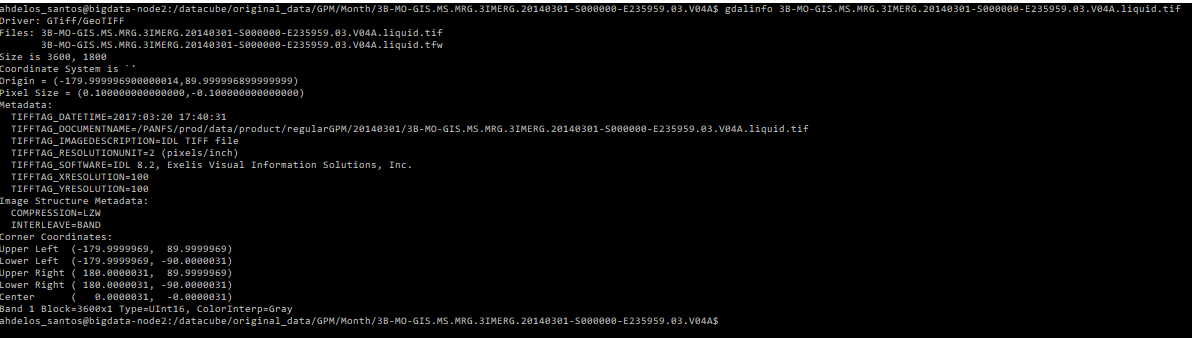 ahdelos_santos@bigdata-node2:/datacube/original_data/GPM/Month/3B-MO-GIS.MS.MRG.3IMERG.20140301-S000000-E235959.03.V04A$ gdalinfo 3B-MO-GIS.MS.MRG.3IMERG.20140301-S000000-E235959.03.V04A.liquid.tif
Driver: GTiff/GeoTIFF
Files: 3B-MO-GIS.MS.MRG.3IMERG.20140301-S000000-E235959.03.V04A.liquid.tif
       3B-MO-GIS.MS.MRG.3IMERG.20140301-S000000-E235959.03.V04A.liquid.tfw
Size is 3600, 1800
Coordinate System is `'
Origin = (-179.999996900000014,89.999996899999999)
Pixel Size = (0.100000000000000,-0.100000000000000)
Metadata:
  TIFFTAG_DATETIME=2017:03:20 17:40:31
  TIFFTAG_DOCUMENTNAME=/PANFS/prod/data/product/regularGPM/20140301/3B-MO-GIS.MS.MRG.3IMERG.20140301-S000000-E235959.03.V04A.liquid.tif
  TIFFTAG_IMAGEDESCRIPTION=IDL TIFF file
  TIFFTAG_RESOLUTIONUNIT=2 (pixels/inch)
  TIFFTAG_SOFTWARE=IDL 8.2, Exelis Visual Information Solutions, Inc.
  TIFFTAG_XRESOLUTION=100
  TIFFTAG_YRESOLUTION=100
Image Structure Metadata:
  COMPRESSION=LZW
  INTERLEAVE=BAND
Corner Coordinates:
Upper Left  (-179.9999969,  89.9999969)
Lower Left  (-179.9999969, -90.0000031)
Upper Right ( 180.0000031,  89.9999969)
Lower Right ( 180.0000031, -90.0000031)
Center      (   0.0000031,  -0.0000031)
Band 1 Block=3600x1 Type=UInt16, ColorInterp=Gray
ahdelos_santos@bigdata-node2:/datacube/original_data/GPM/Month/3B-MO-GIS.MS.MRG.3IMERG.20140301-S000000-E235959.03.V04A$